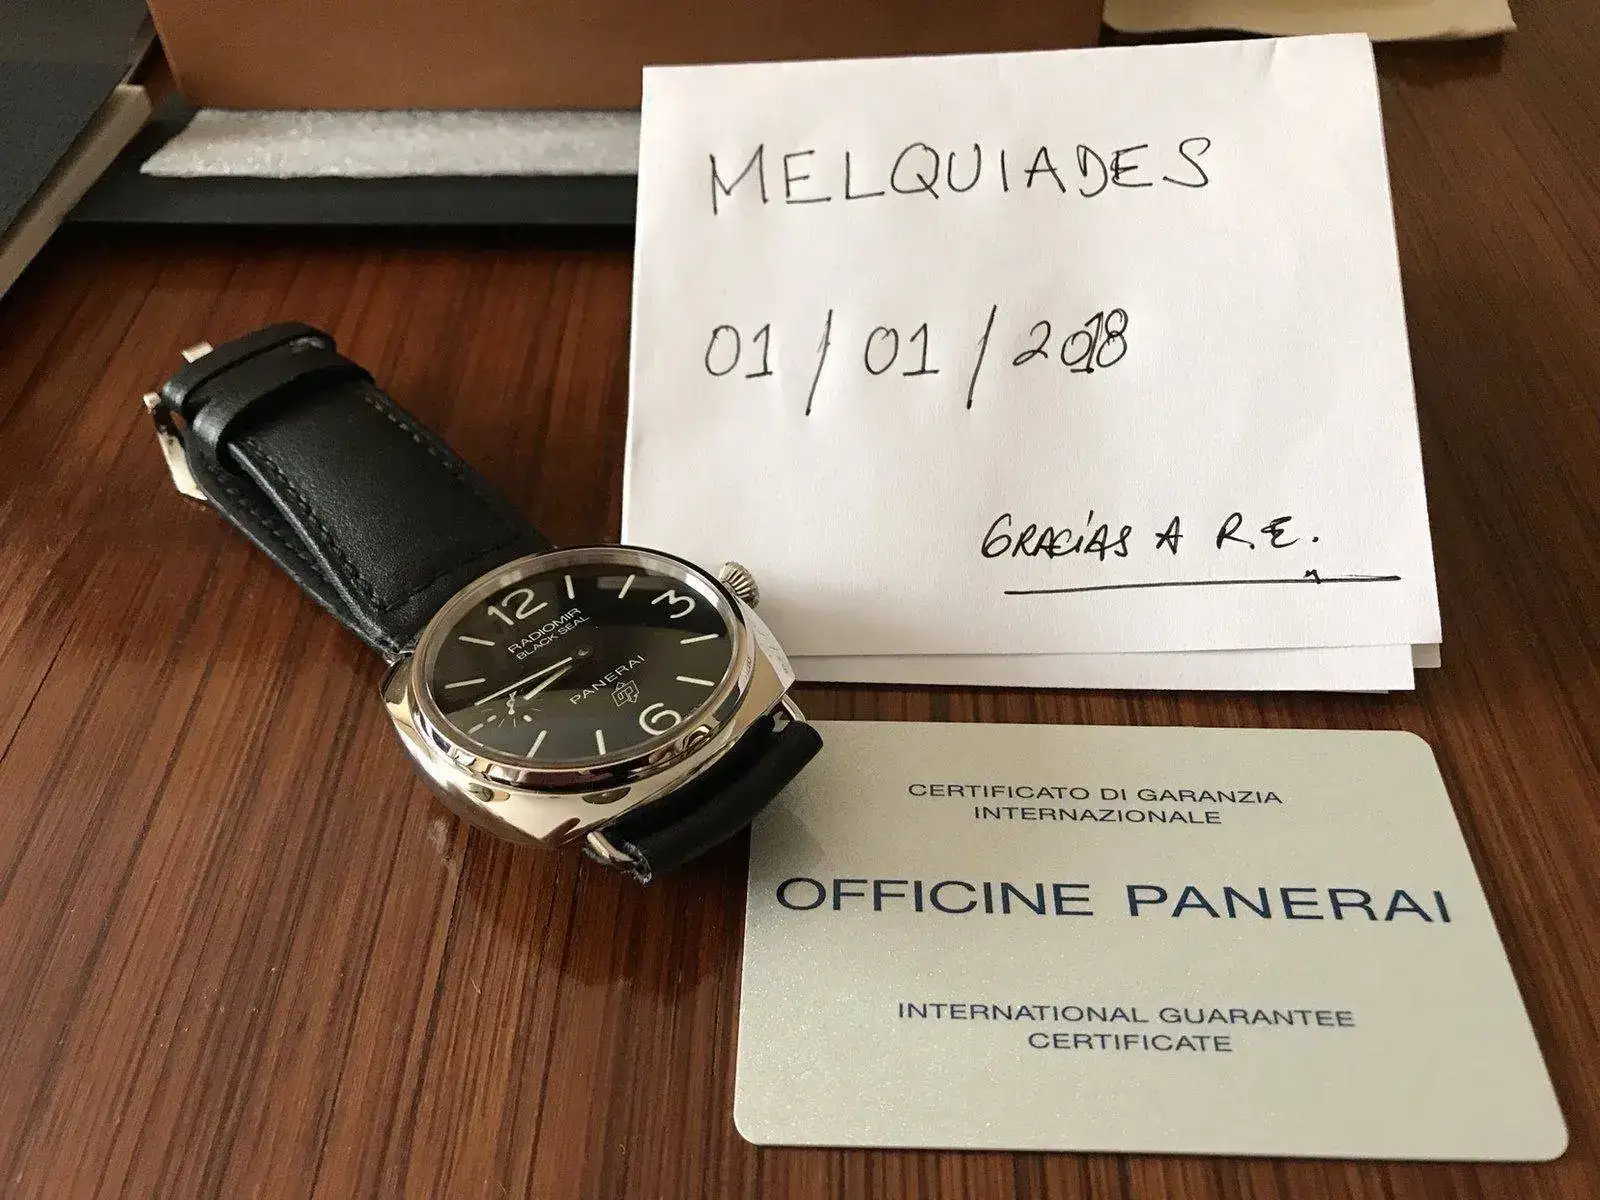 MELQUIADES
01/01/2018
GRACIAS A R.E.
12
3
6
RADIOMIR
BLACK SEAL
PANERAI
OP
CERTIFICATO DI GARANZIA
INTERNAZIONALE
OFFICINE PANERAI
INTERNATIONAL GUARANTEE
CERTIFICATE